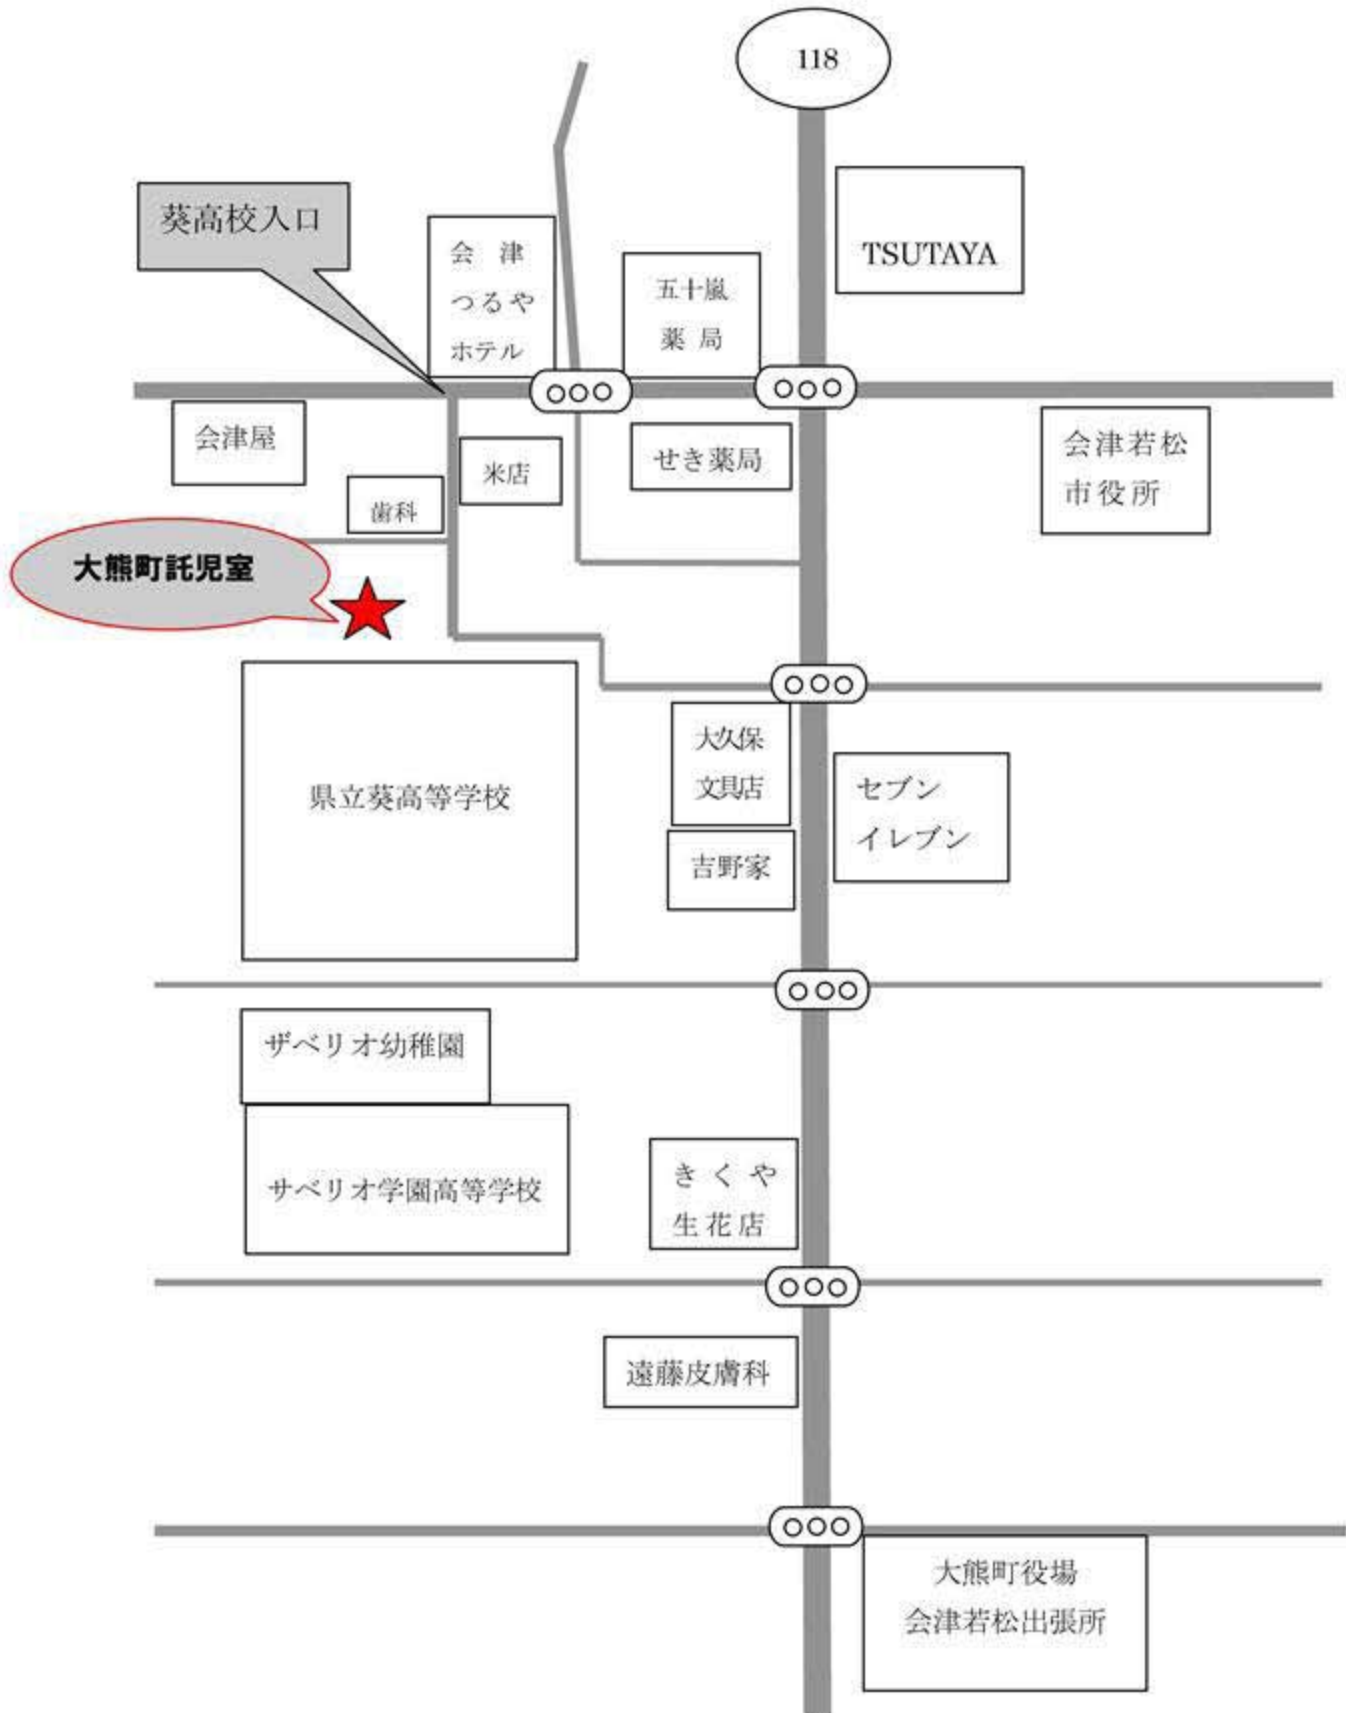 118
TSUTAYA
葵高校入口
会津
つるや
ホテル
五十嵐
薬局
会津屋
歯科
米店
せき薬局
会津若松
市役所
大熊町託児室
県立葵高等学校
大久保
文具店
吉野家
セブン
イレブン
ザベリオ幼稚園
サベリオ学園高等学校
きくや
生花店
遠藤皮膚科
大熊町役場
会津若松出張所